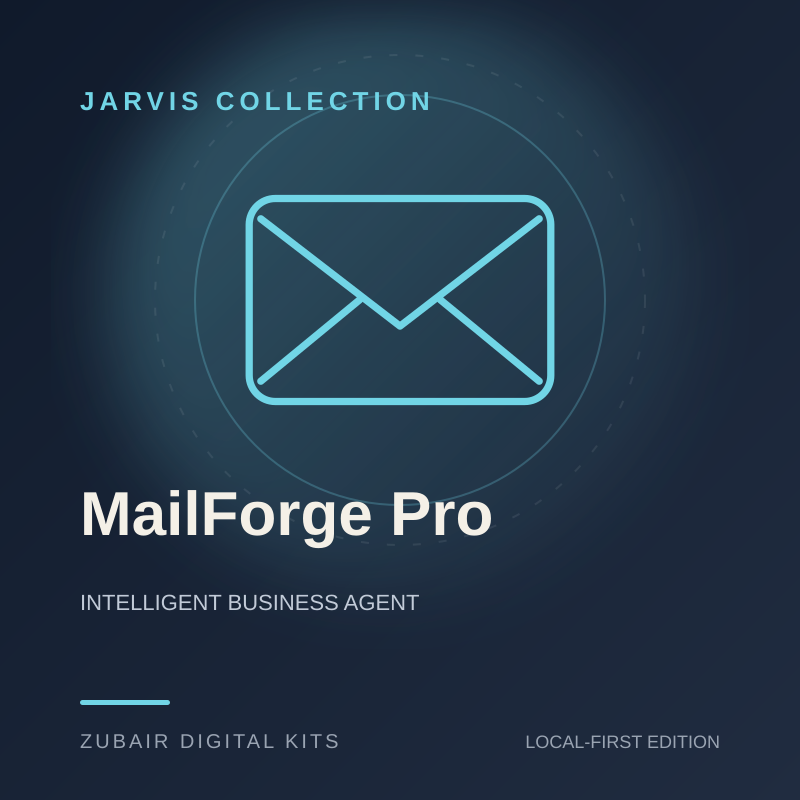 JARVIS COLLECTION
MailForge Pro
INTELLIGENT BUSINESS AGENT
ZUBAIR DIGITAL KITS
LOCAL-FIRST EDITION